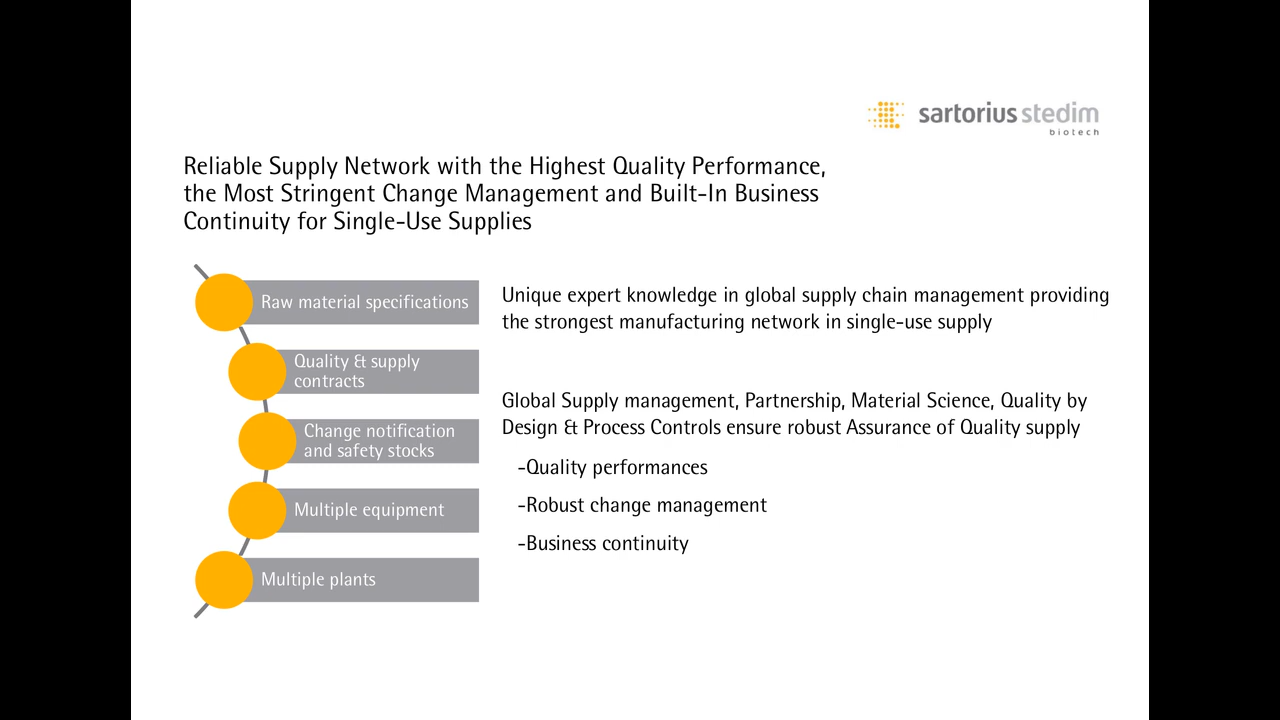 sartorius stedim
biotech
Reliable Supply Network with the Highest Quality Performance,
the Most Stringent Change Management and Built-In Business
Continuity for Single-Use Supplies
Raw material specifications
Quality & supply
contracts
Change notification
and safety stocks
Multiple equipment
Multiple plants
Unique expert knowledge in global supply chain management providing
the strongest manufacturing network in single-use supply
Global Supply management, Partnership, Material Science, Quality by
Design & Process Controls ensure robust Assurance of Quality supply
-Quality performances
-Robust change management
-Business continuity